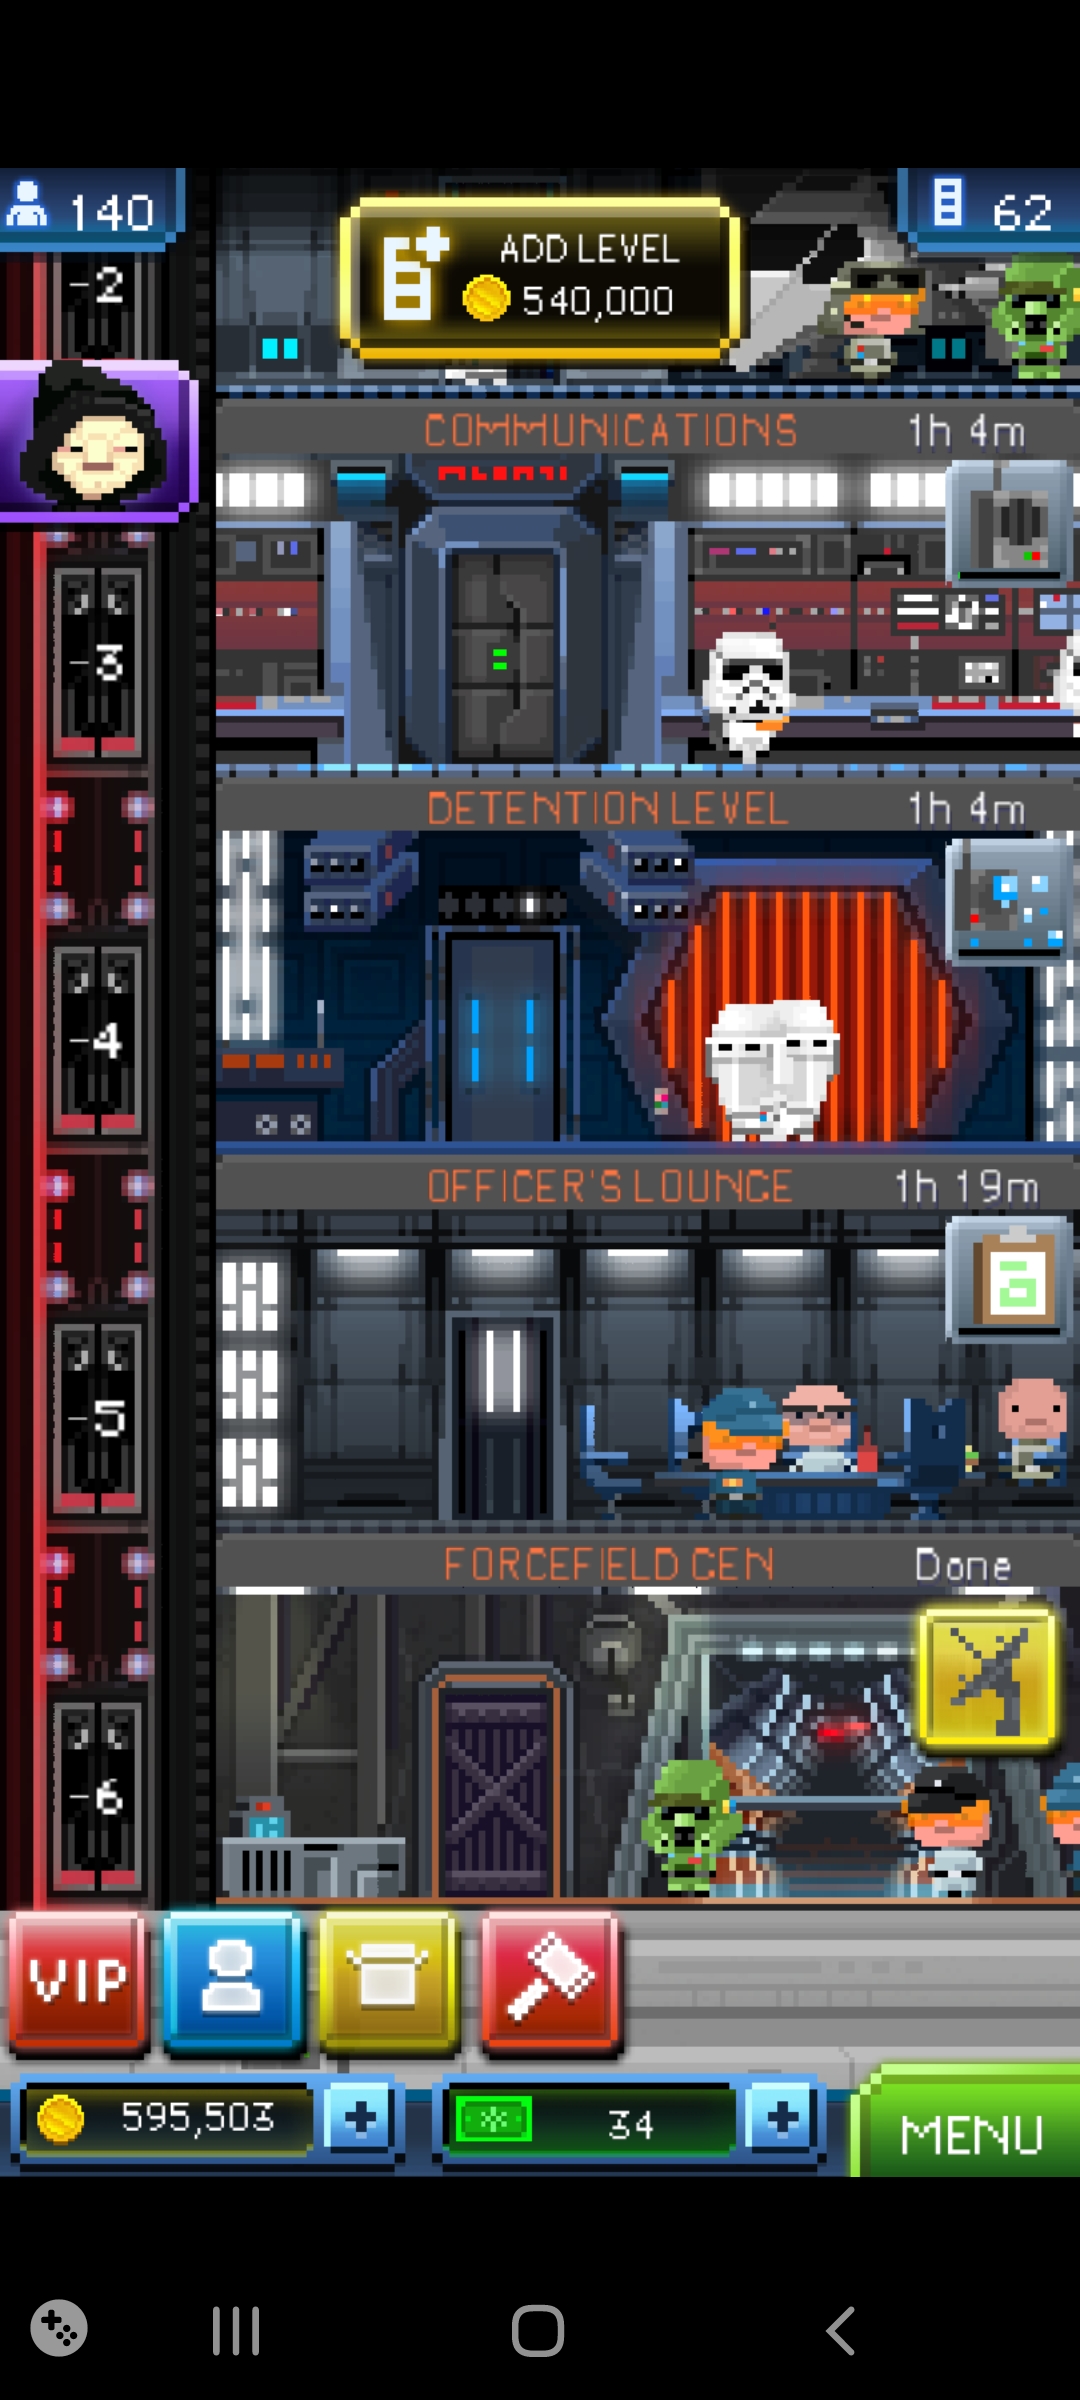 140
ADD LEVEL
540,000
62
-2
COMMUNICATIONS 1h 4m
-3
DETENTION LEVEL 1h 4m
-4
OFFICER'S LOUNGE 1h 19m
-5
FORCEFIELD GEN Done
-6
VIP
595,503
34
MENU